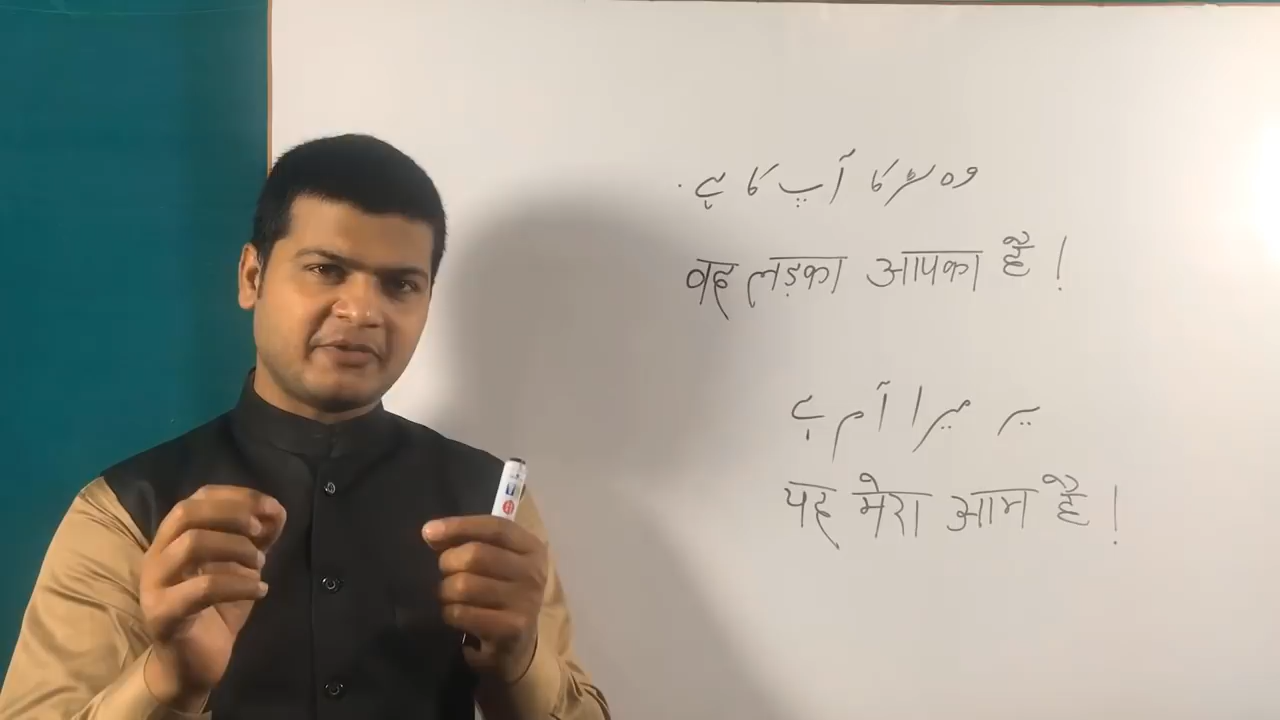 وہ لڑکا آپ کا ہے
वह लड़का आपका है !
یہ میرا آم ہے
यह मेरा आम है !